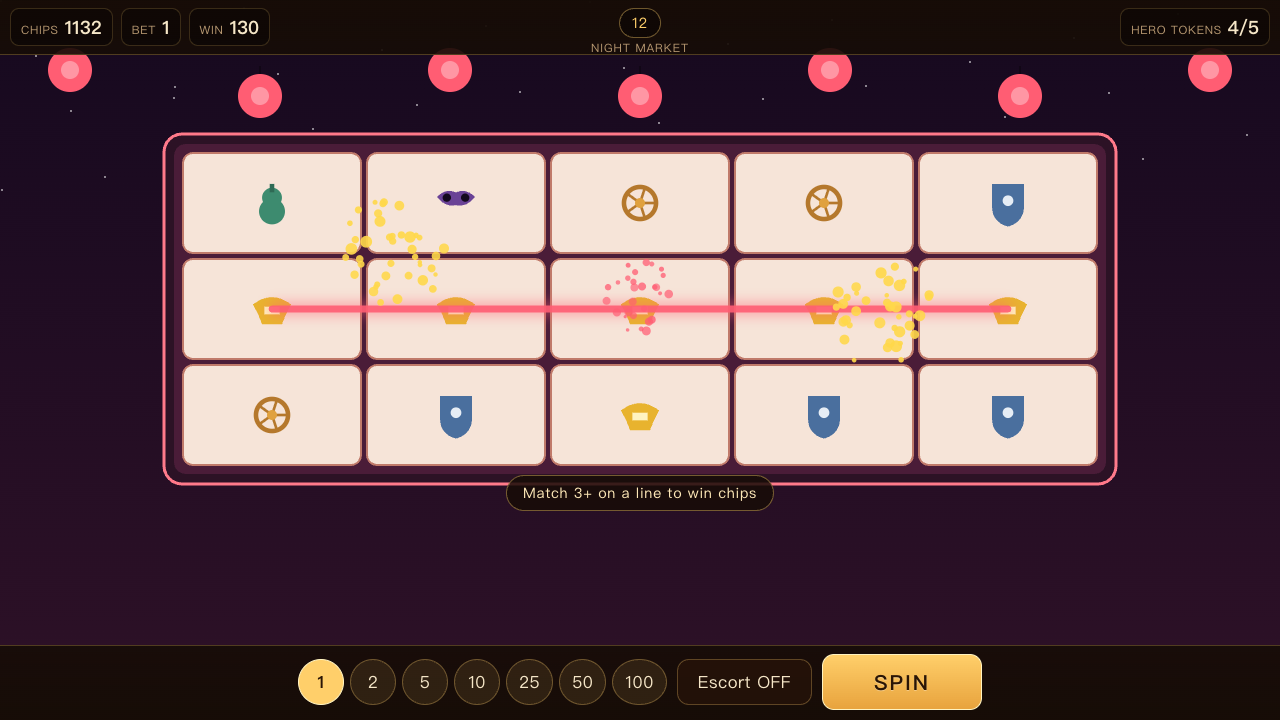 CHIPS 1132
BET 1
WIN 130
12
NIGHT MARKET
HERO TOKENS 4/5
Match 3+ on a line to win chips
1
2
5
10
25
50
100
Escort OFF
SPIN